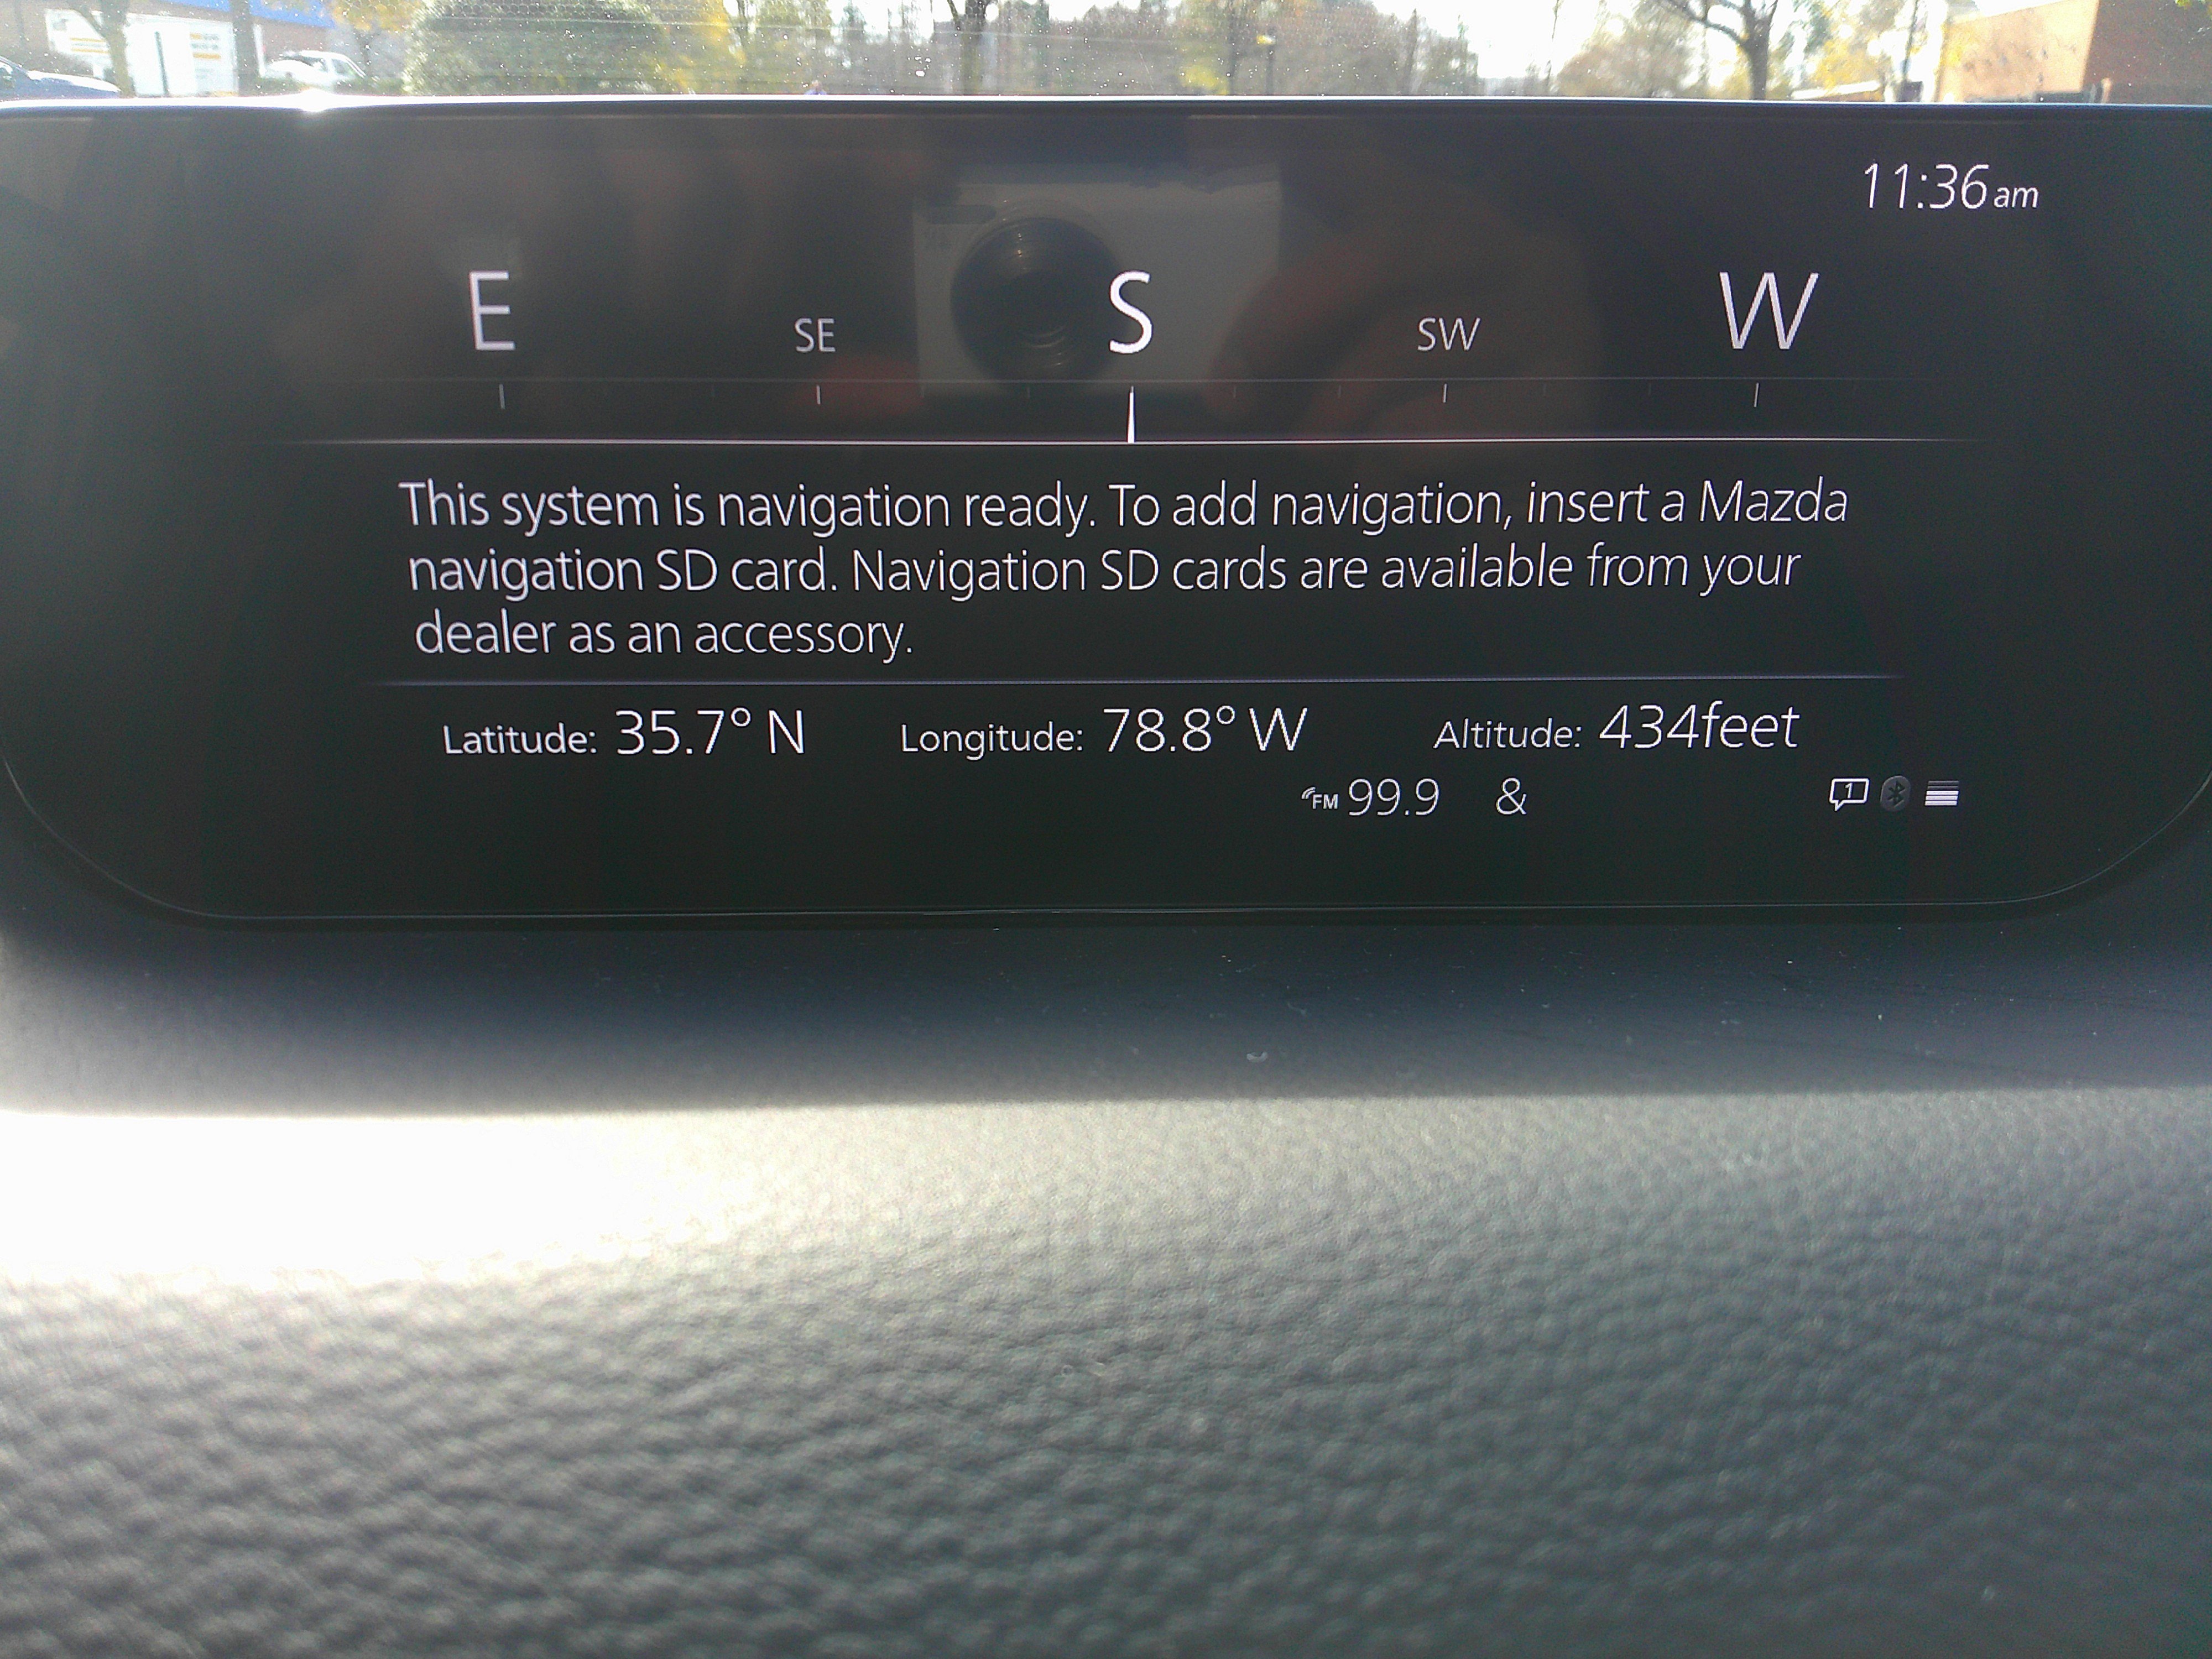 11:36am
E SE S SW W
This system is navigation ready. To add navigation, insert a Mazda
navigation SD card. Navigation SD cards are available from your
dealer as an accessory.
Latitude: 35.7° N Longitude: 78.8° W Altitude: 434feet
FM 99.9 & 1